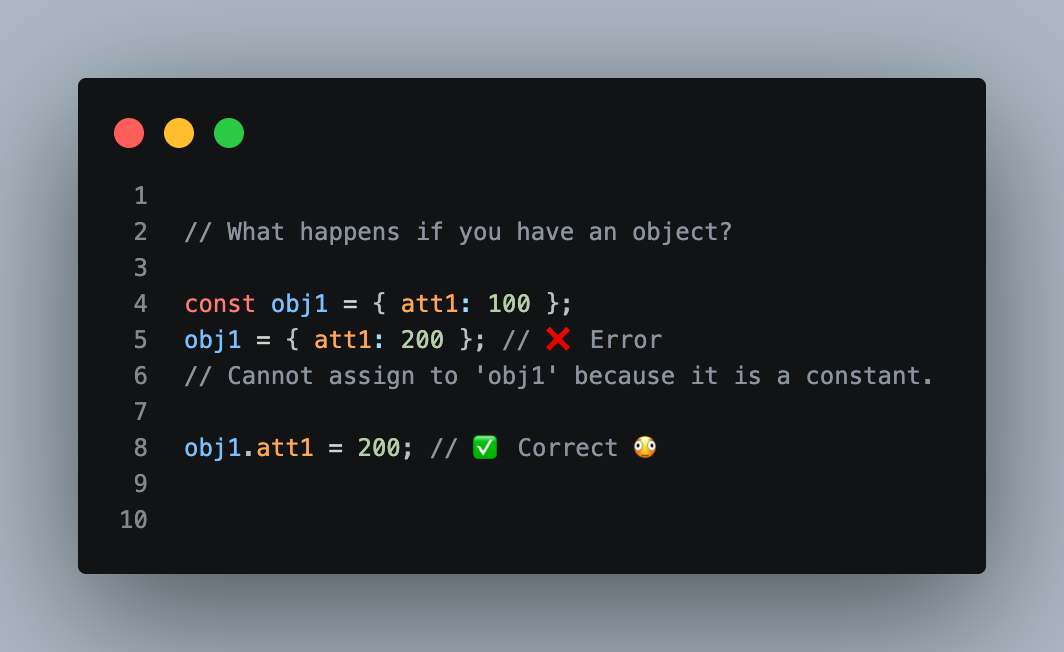 1
2 // What happens if you have an object?
3
4 const obj1 = { att1: 100 };
5 obj1 = { att1: 200 }; // ❌ Error
6 // Cannot assign to 'obj1' because it is a constant.
7
8 obj1.att1 = 200; // ✅ Correct 😳
9
10